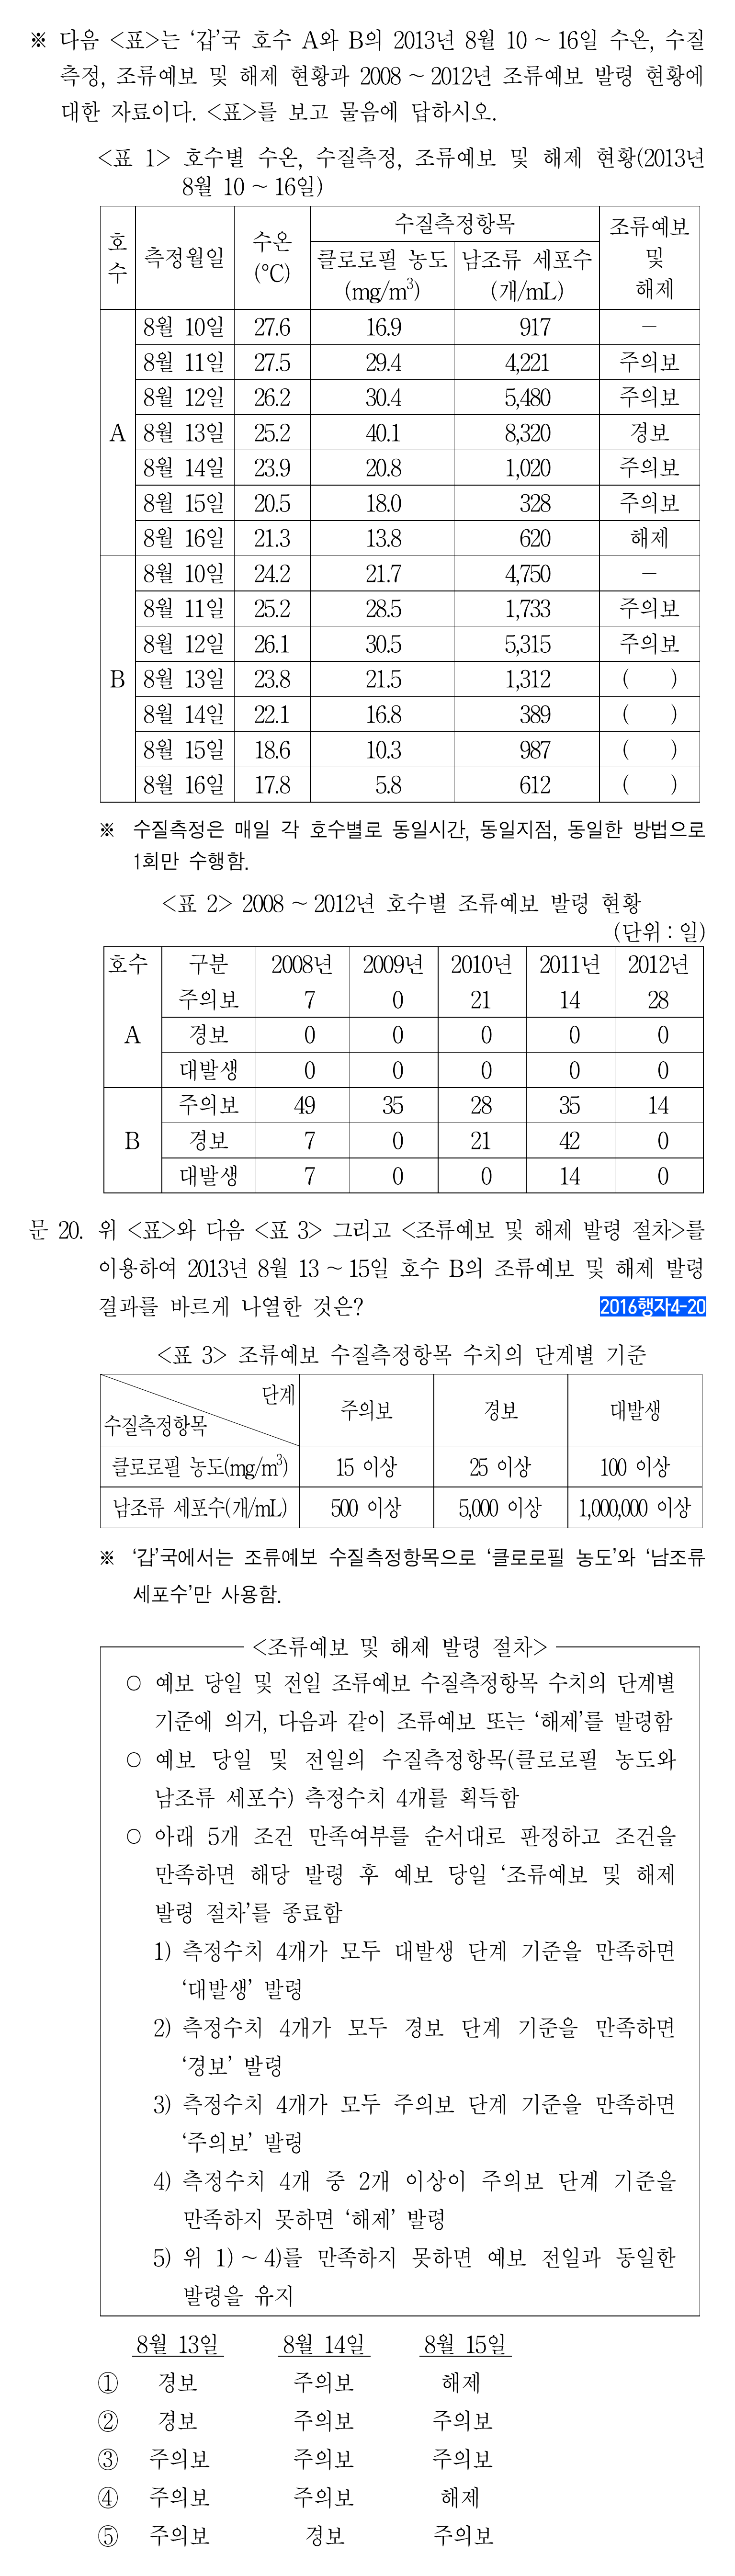 ※ 다음 <표>는 ‘갑’국 호수 A와 B의 2013년 8월 10 ~ 16일 수온, 수질
측정, 조류예보 및 해제 현황과 2008 ~ 2012년 조류예보 발령 현황에
대한 자료이다. <표>를 보고 물음에 답하시오.
<표 1> 호수별 수온, 수질측정, 조류예보 및 해제 현황(2013년
8월 10 ~ 16일)
호수 측정월일 수온(℃) 수질측정항목 조류예보 및 해제
클로로필 농도(mg/m³) 남조류 세포수(개/mL)
A 8월 10일 27.6 16.9 917 -
8월 11일 27.5 29.4 4,221 주의보
8월 12일 26.2 30.4 5,480 주의보
8월 13일 25.2 40.1 8,320 경보
8월 14일 23.9 20.8 1,020 주의보
8월 15일 20.5 18.0 328 주의보
8월 16일 21.3 13.8 620 해제
B 8월 10일 24.2 21.7 4,750 -
8월 11일 25.2 28.5 1,733 주의보
8월 12일 26.1 30.5 5,315 주의보
8월 13일 23.8 21.5 1,312 ( )
8월 14일 22.1 16.8 389 ( )
8월 15일 18.6 10.3 987 ( )
8월 16일 17.8 5.8 612 ( )
※ 수질측정은 매일 각 호수별로 동일시간, 동일지점, 동일한 방법으로
1회만 수행함.
<표 2> 2008 ~ 2012년 호수별 조류예보 발령 현황
(단위 : 일)
호수 구분 2008년 2009년 2010년 2011년 2012년
A 주의보 7 0 21 14 28
경보 0 0 0 0 0
대발생 0 0 0 0 0
B 주의보 49 35 28 35 14
경보 7 0 21 42 0
대발생 7 0 0 14 0
문 20. 위 <표>와 다음 <표 3> 그리고 <조류예보 및 해제 발령 절차>를
이용하여 2013년 8월 13 ~ 15일 호수 B의 조류예보 및 해제 발령
결과를 바르게 나열한 것은? 2016행자4-20
<표 3> 조류예보 수질측정항목 수치의 단계별 기준
단계 수질측정항목 주의보 경보 대발생
클로로필 농도(mg/m³) 15 이상 25 이상 100 이상
남조류 세포수(개/mL) 500 이상 5,000 이상 1,000,000 이상
※ ‘갑’국에서는 조류예보 수질측정항목으로 ‘클로로필 농도’와 ‘남조류
세포수’만 사용함.
<조류예보 및 해제 발령 절차>
○ 예보 당일 및 전일 조류예보 수질측정항목 수치의 단계별
기준에 의거, 다음과 같이 조류예보 또는 ‘해제’를 발령함
○ 예보 당일 및 전일의 수질측정항목(클로로필 농도와
남조류 세포수) 측정수치 4개를 획득함
○ 아래 5개 조건 만족여부를 순서대로 판정하고 조건을
만족하면 해당 발령 후 예보 당일 ‘조류예보 및 해제
발령 절차’를 종료함
1) 측정수치 4개가 모두 대발생 단계 기준을 만족하면
‘대발생’ 발령
2) 측정수치 4개가 모두 경보 단계 기준을 만족하면
‘경보’ 발령
3) 측정수치 4개가 모두 주의보 단계 기준을 만족하면
‘주의보’ 발령
4) 측정수치 4개 중 2개 이상이 주의보 단계 기준을
만족하지 못하면 ‘해제’ 발령
5) 위 1) ~ 4)를 만족하지 못하면 예보 전일과 동일한
발령을 유지
8월 13일 8월 14일 8월 15일
① 경보 주의보 해제
② 경보 주의보 주의보
③ 주의보 주의보 주의보
④ 주의보 주의보 해제
⑤ 주의보 경보 주의보